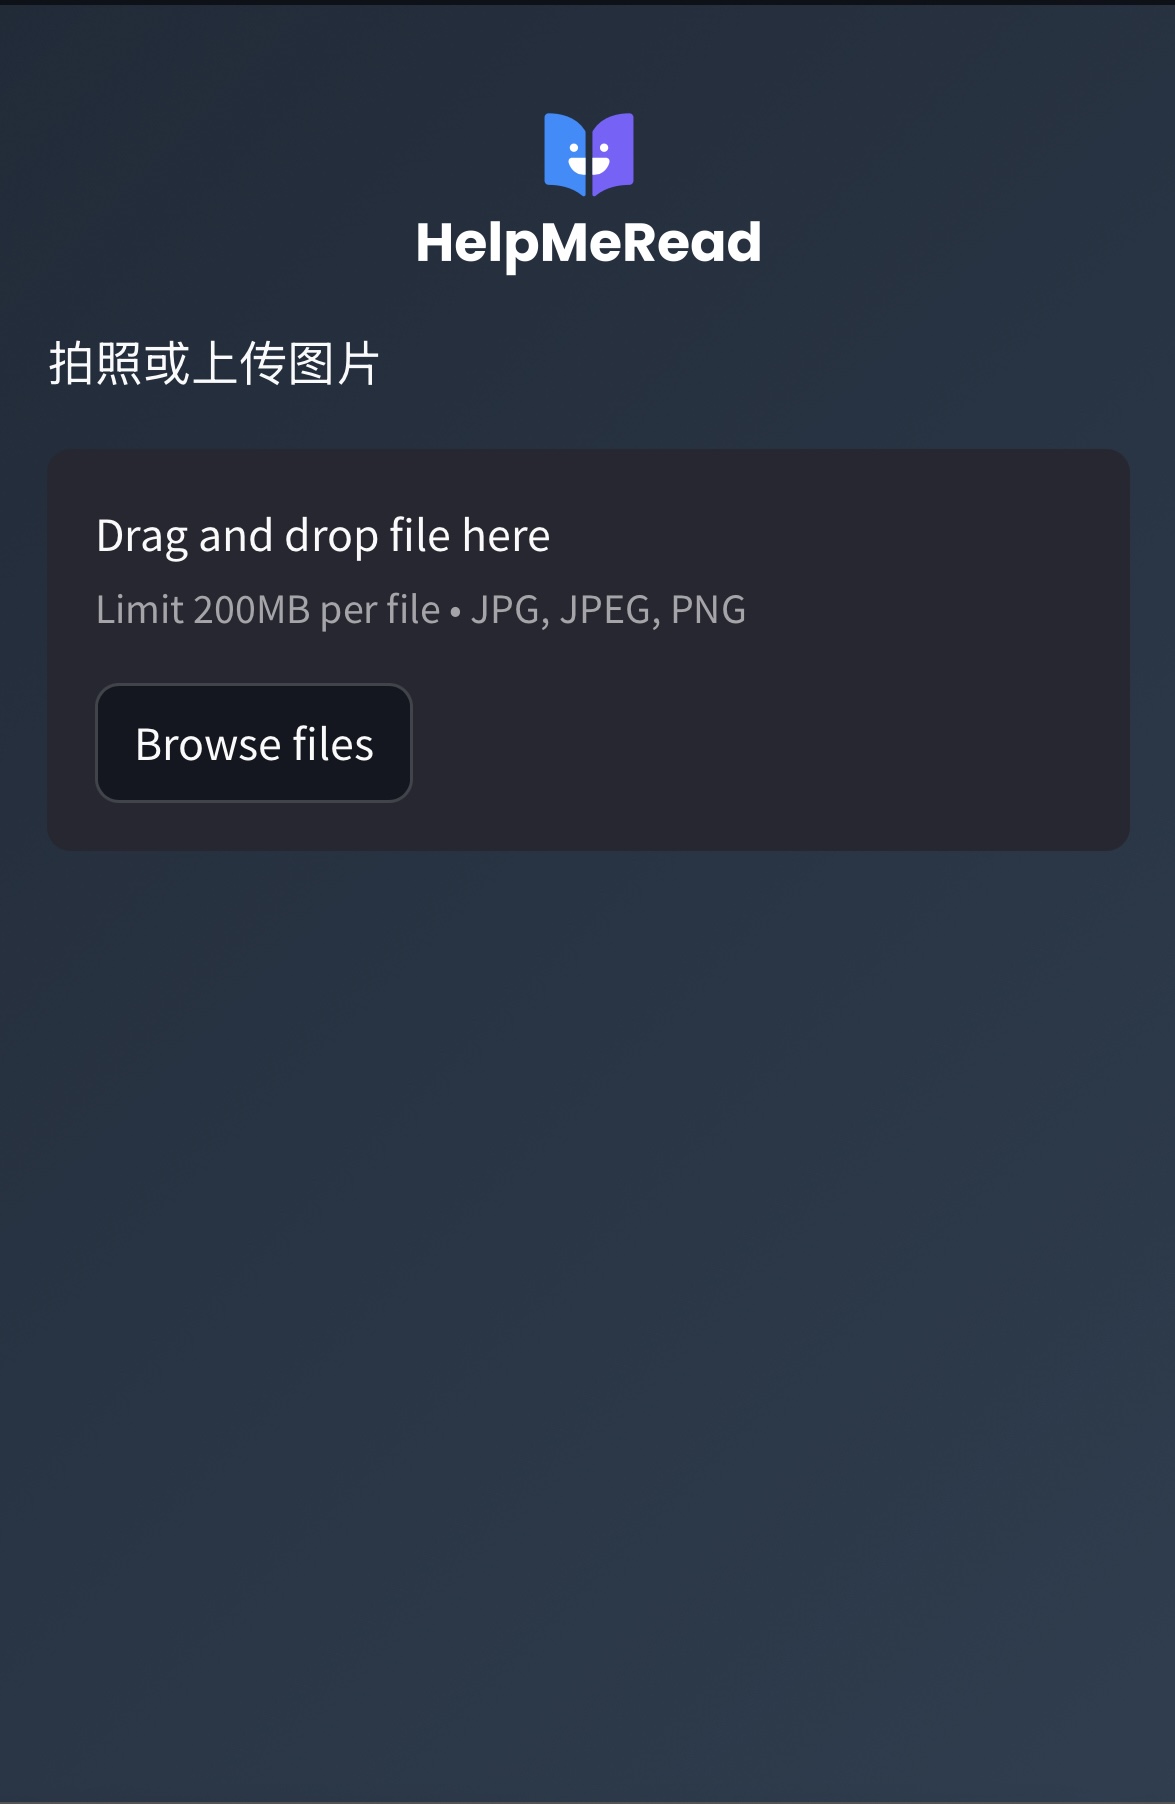 HelpMeRead
拍照或上传图片
Drag and drop file here
Limit 200MB per file • JPG, JPEG, PNG
Browse files